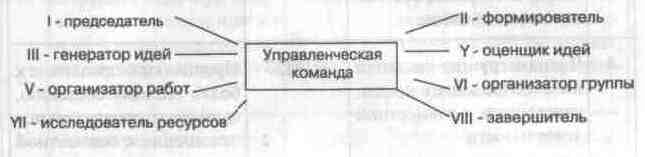 I - председатель
II - формирователь
III - генератор идей
Управленческая
команда
Y - оценщик идей
V - организатор работ
VI - организатор группы
YII - исследователь ресурсов
VIII - завершитель